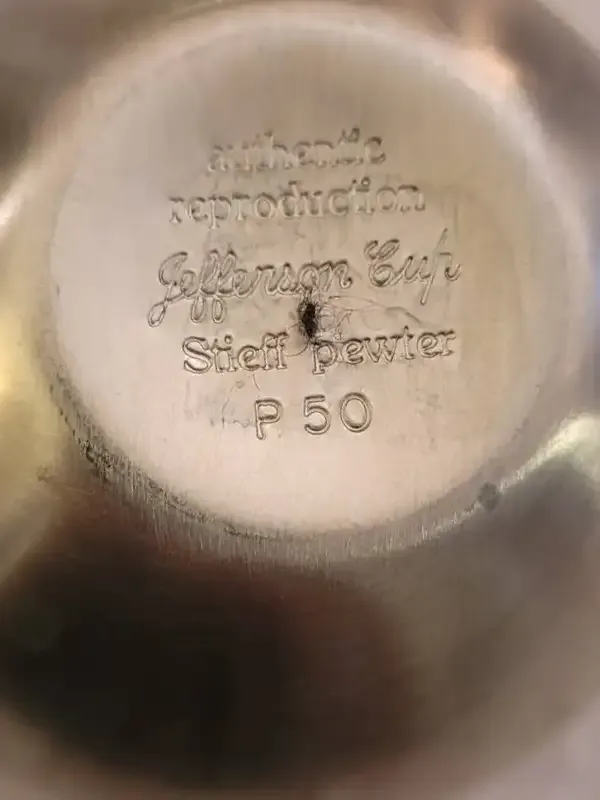 authentic
reproduction
Jefferson Cup
Stieff pewter
P 50